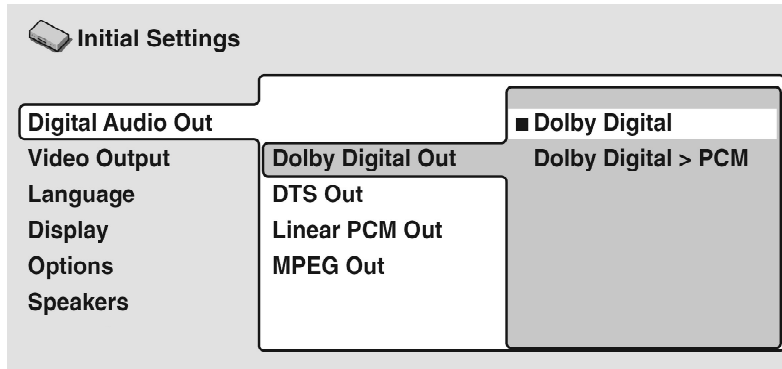 Initial Settings
Digital Audio Out
Video Output
Language
Display
Options
Speakers
Dolby Digital Out
DTS Out
Linear PCM Out
MPEG Out
Dolby Digital
Dolby Digital > PCM